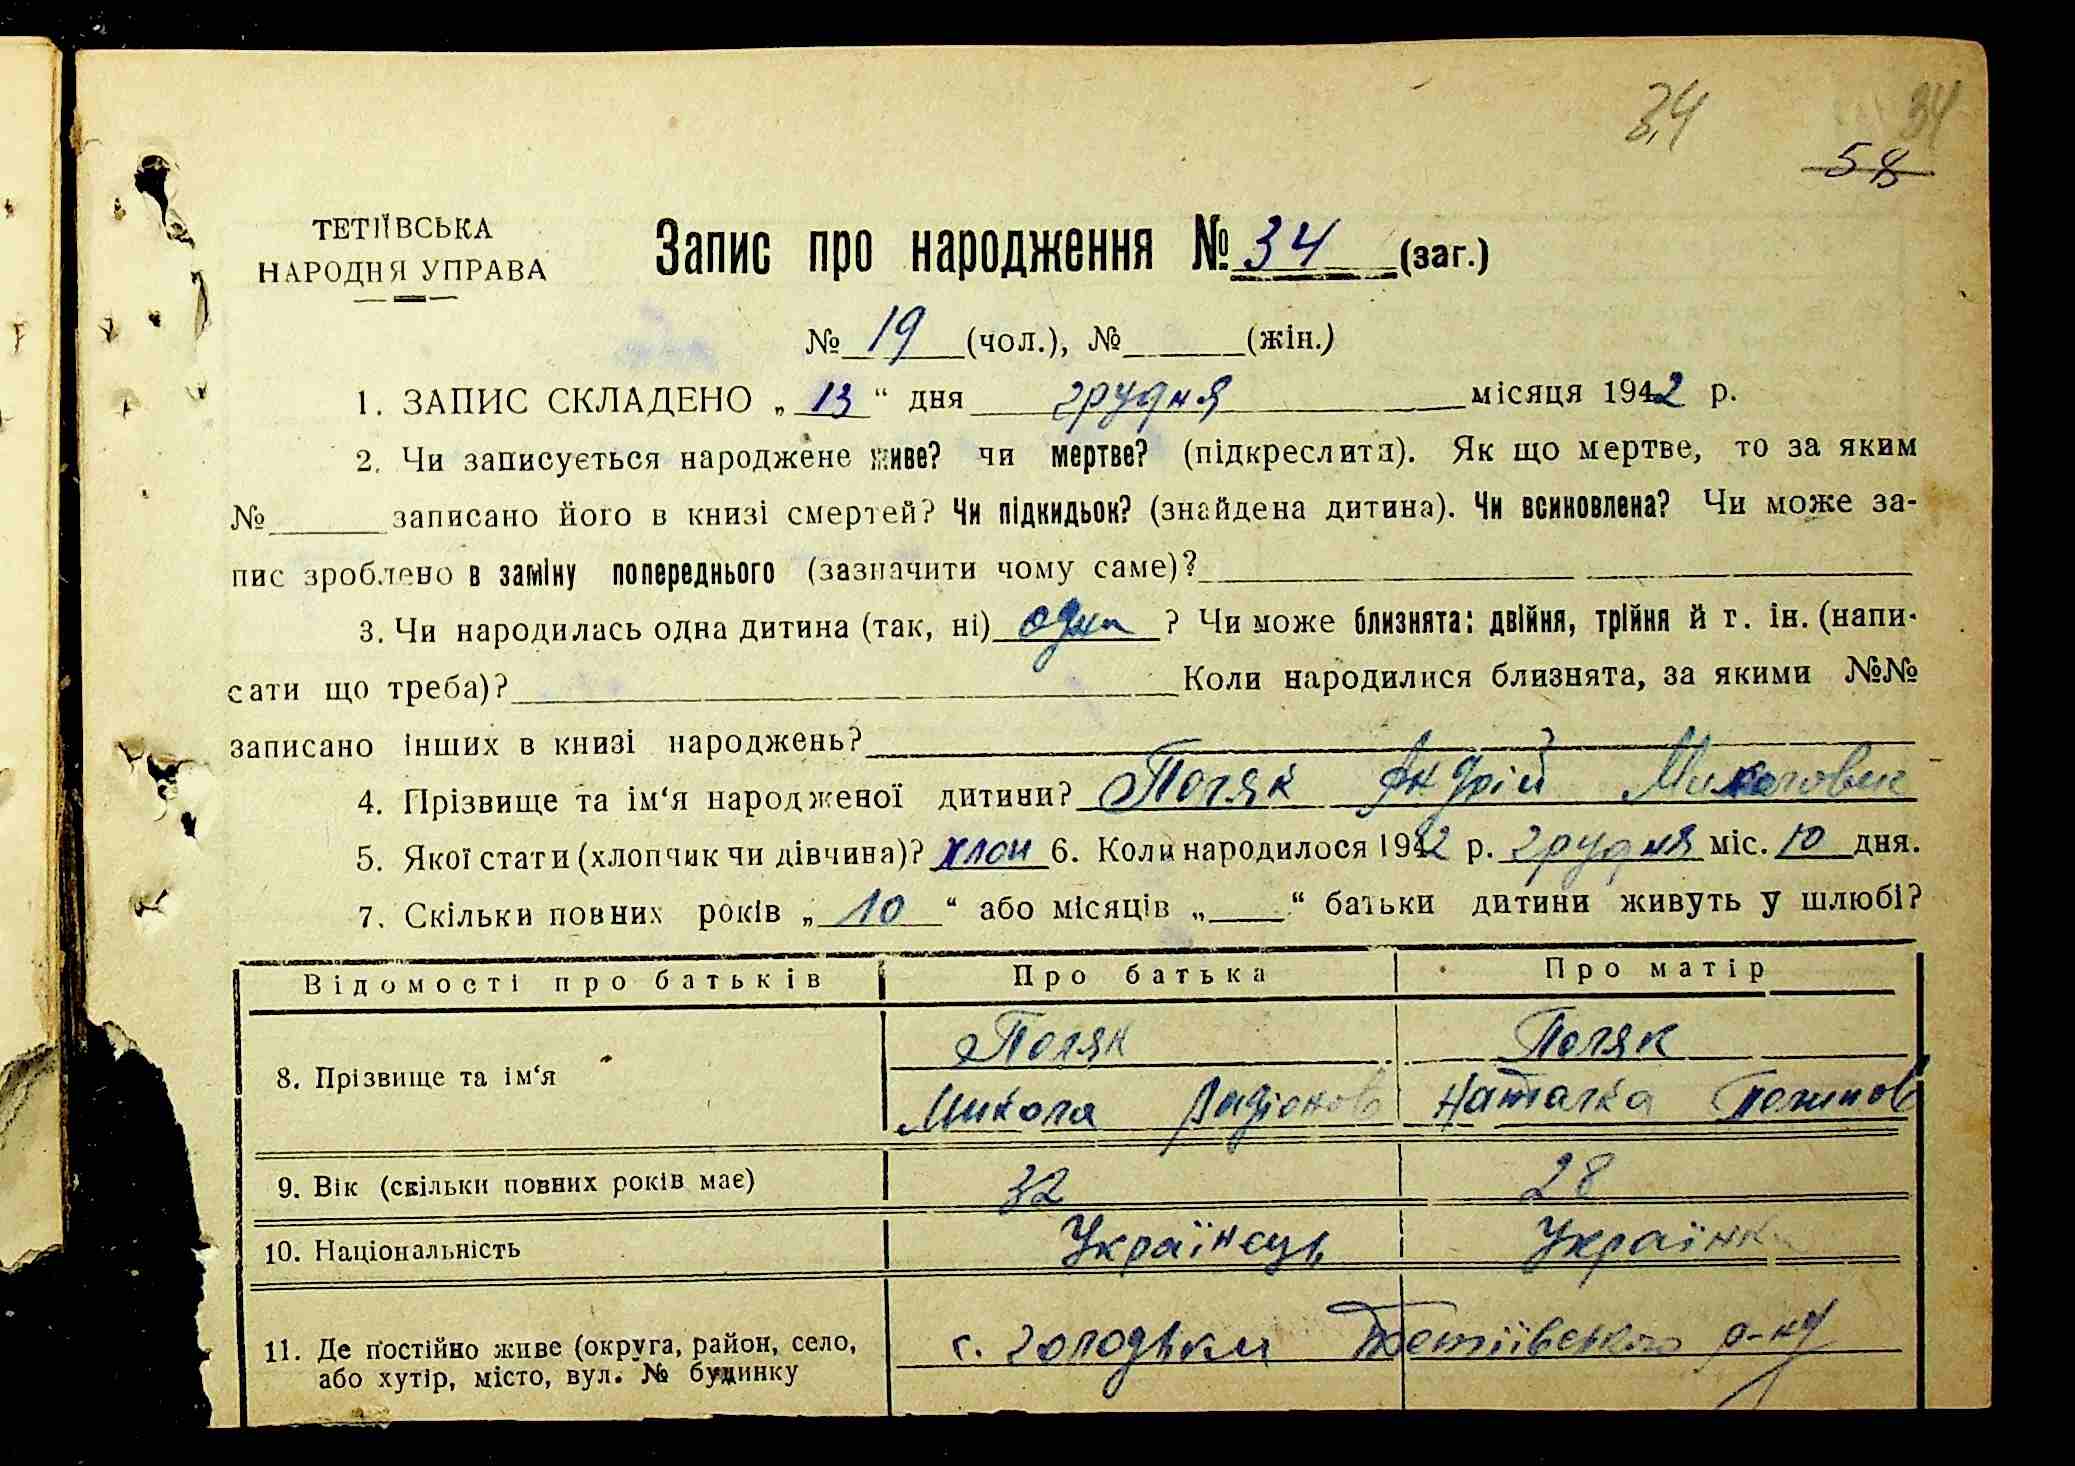 34 34
58
ТЕТІЇВСЬКА
НАРОДНЯ УПРАВА
Запис про народження № 34 (заг.)
№ 19 (чол.), № (жін.)
1. ЗАПИС СКЛАДЕНО „13“ дня грудня місяця 1942 р.
2. Чи записується народжене живе? чи мертве? (підкреслити). Як що мертве, то за яким
№ записано його в книзі смертей? Чи підкидьок? (знайдена дитина). Чи всиновлена? Чи може за-
пис зроблено в заміну попереднього (зазначити чому саме)?
3. Чи народилась одна дитина (так, ні) одна ? Чи може близнята: двійня, трійня й т. ін. (напи-
сати що треба)? Коли народилися близнята, за якими №№
записано інших в книзі народжень?
4. Прізвище та ім‘я народженої дитини? Поляк Андрій Миколович
5. Якої стати (хлопчик чи дівчина)? хлоп 6. Коли народилося 1942 р. грудня міс. 10 дня.
7. Скільки повних років „10“ або місяців „ “ батьки дитини живуть у шлюбі?
Відомості про батьків Про батька Про матір
Поляк Поляк
8. Прізвище та ім‘я
Микола Радіонов Наталка
9. Вік (скільки повних років має) 32 28
10. Національність Українець Українка
11. Де постійно живе (округа, район, село, с. Голодьки Тетіївського р-ну
або хутір, місто, вул. № будинку